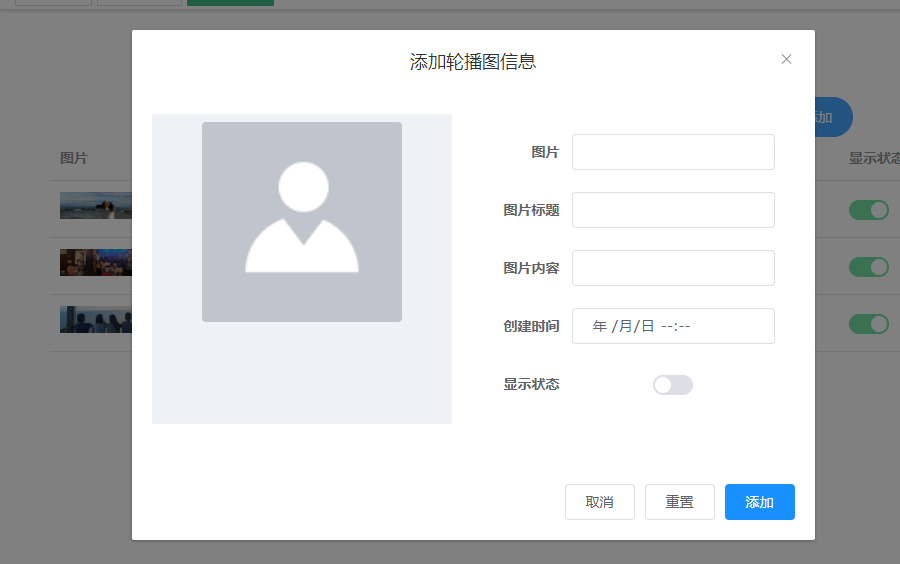 添加轮播图信息
添加
图片
显示状态
图片
图片标题
图片内容
创建时间
年 /月/日 --:--
显示状态
取消
重置
添加